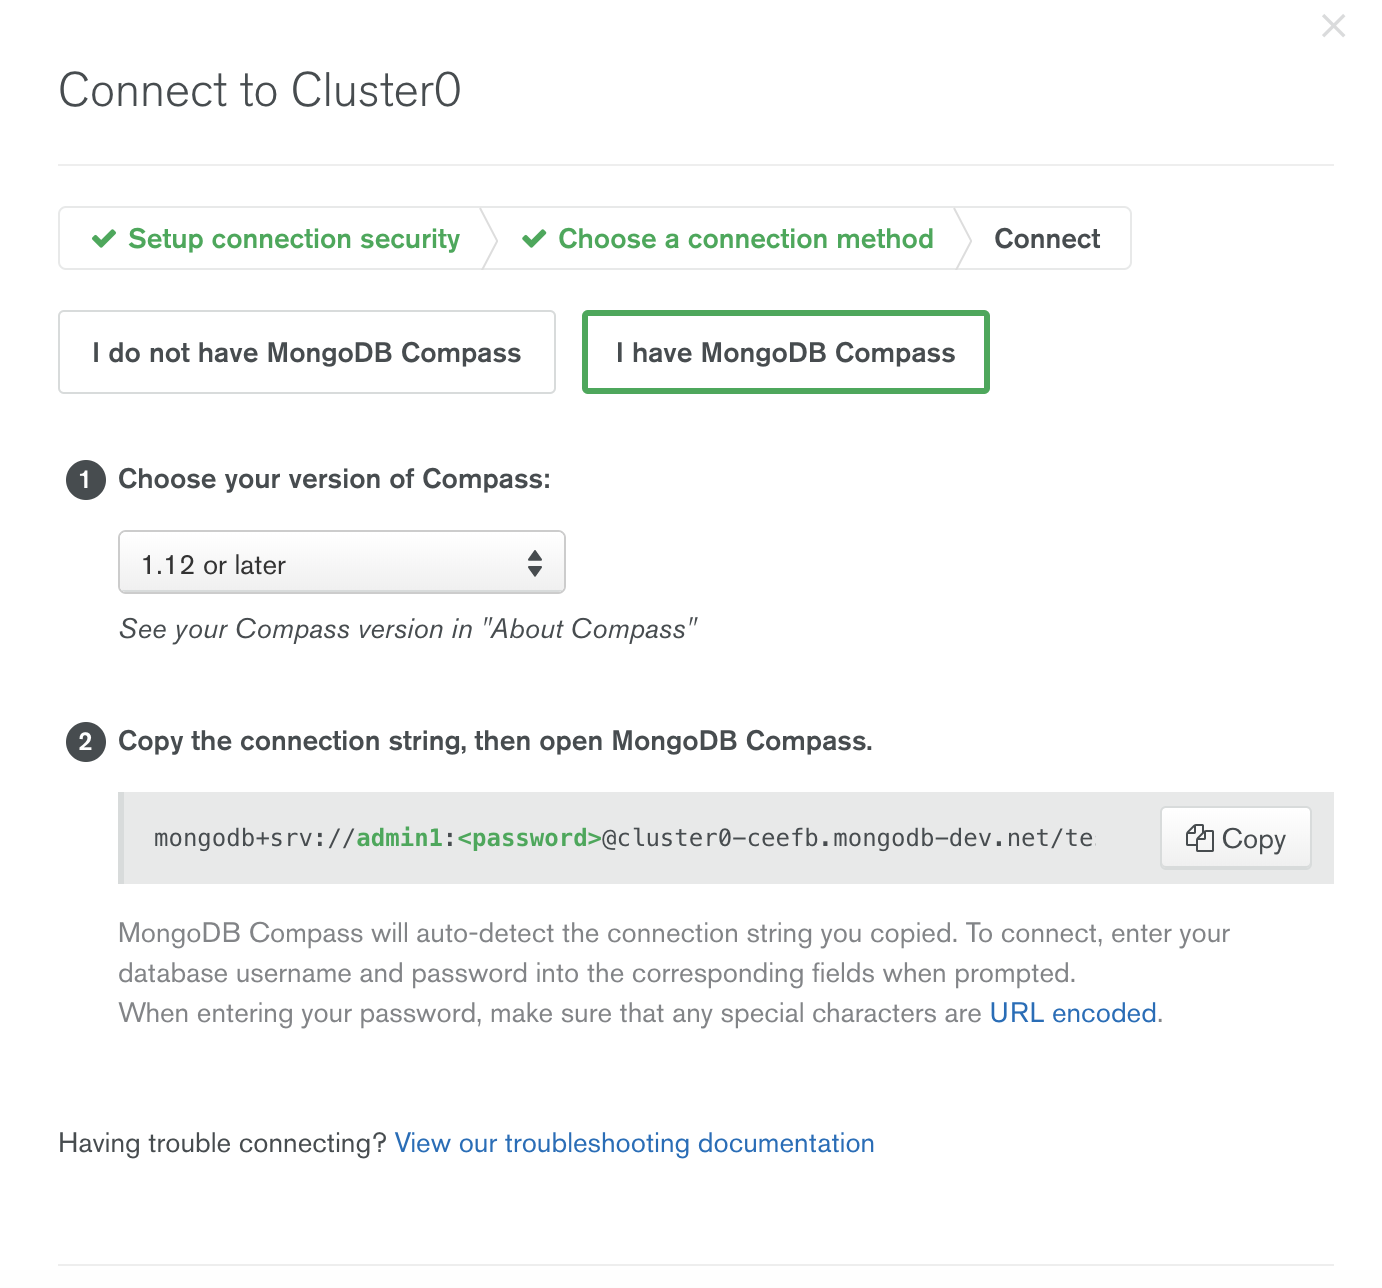 Connect to Cluster0
Setup connection security
Choose a connection method
Connect
I do not have MongoDB Compass
I have MongoDB Compass
1 Choose your version of Compass:
1.12 or later
See your Compass version in "About Compass"
2 Copy the connection string, then open MongoDB Compass.
mongodb+srv://admin1:<password>@cluster0-ceefb.mongodb-dev.net/te
Copy
MongoDB Compass will auto-detect the connection string you copied. To connect, enter your
database username and password into the corresponding fields when prompted.
When entering your password, make sure that any special characters are URL encoded.
Having trouble connecting? View our troubleshooting documentation